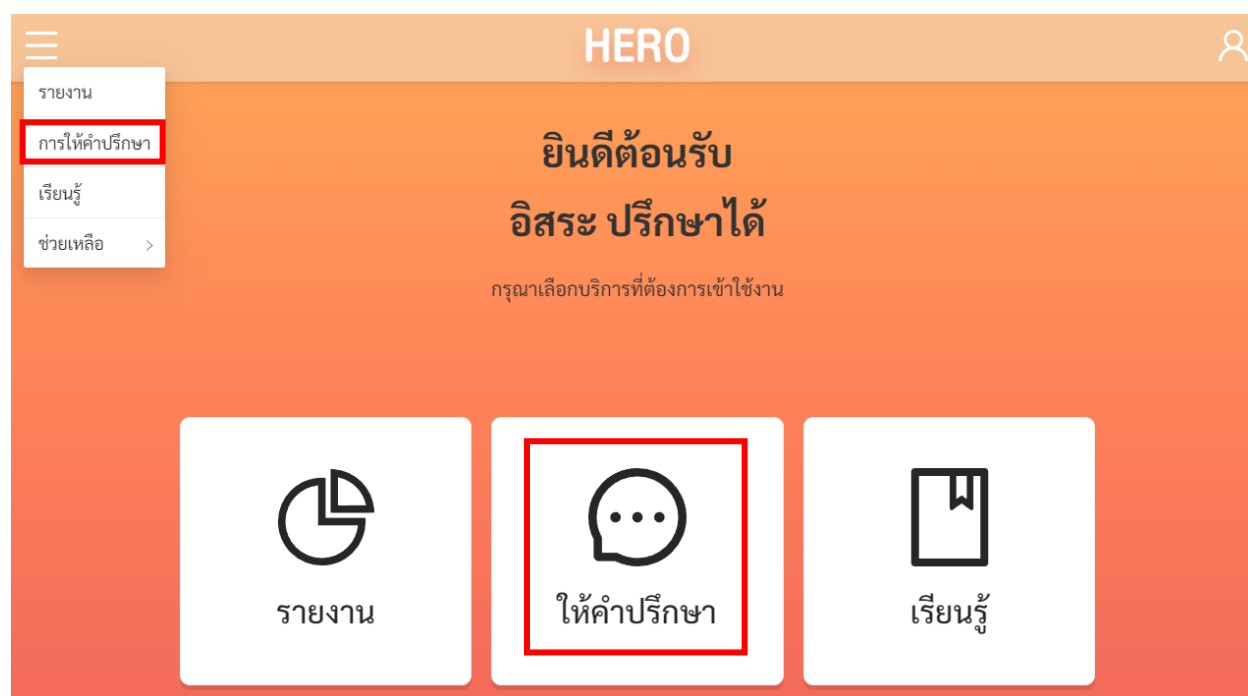 HERO
รายงาน
การให้คำปรึกษา
เรียนรู้
ช่วยเหลือ >
ยินดีต้อนรับ
อิสระ ปรึกษาได้
กรุณาเลือกบริการที่ต้องการเข้าใช้งาน
รายงาน
ให้คำปรึกษา
เรียนรู้